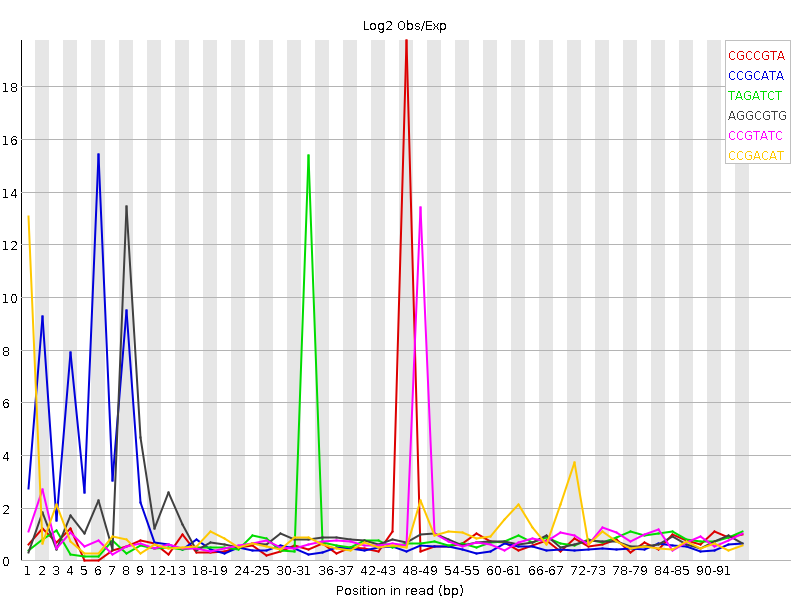 Log2 Obs/Exp
CGCCGTA
CCGCATA
TAGATCT
AGGCGTG
CCGTATC
CCGACAT
18
16
14
12
10
8
6
4
2
0
1 2 3 4 5 6 7 8 9 12-13 18-19 24-25 30-31 36-37 42-43 48-49 54-55 60-61 66-67 72-73 78-79 84-85 90-91
Position in read (bp)